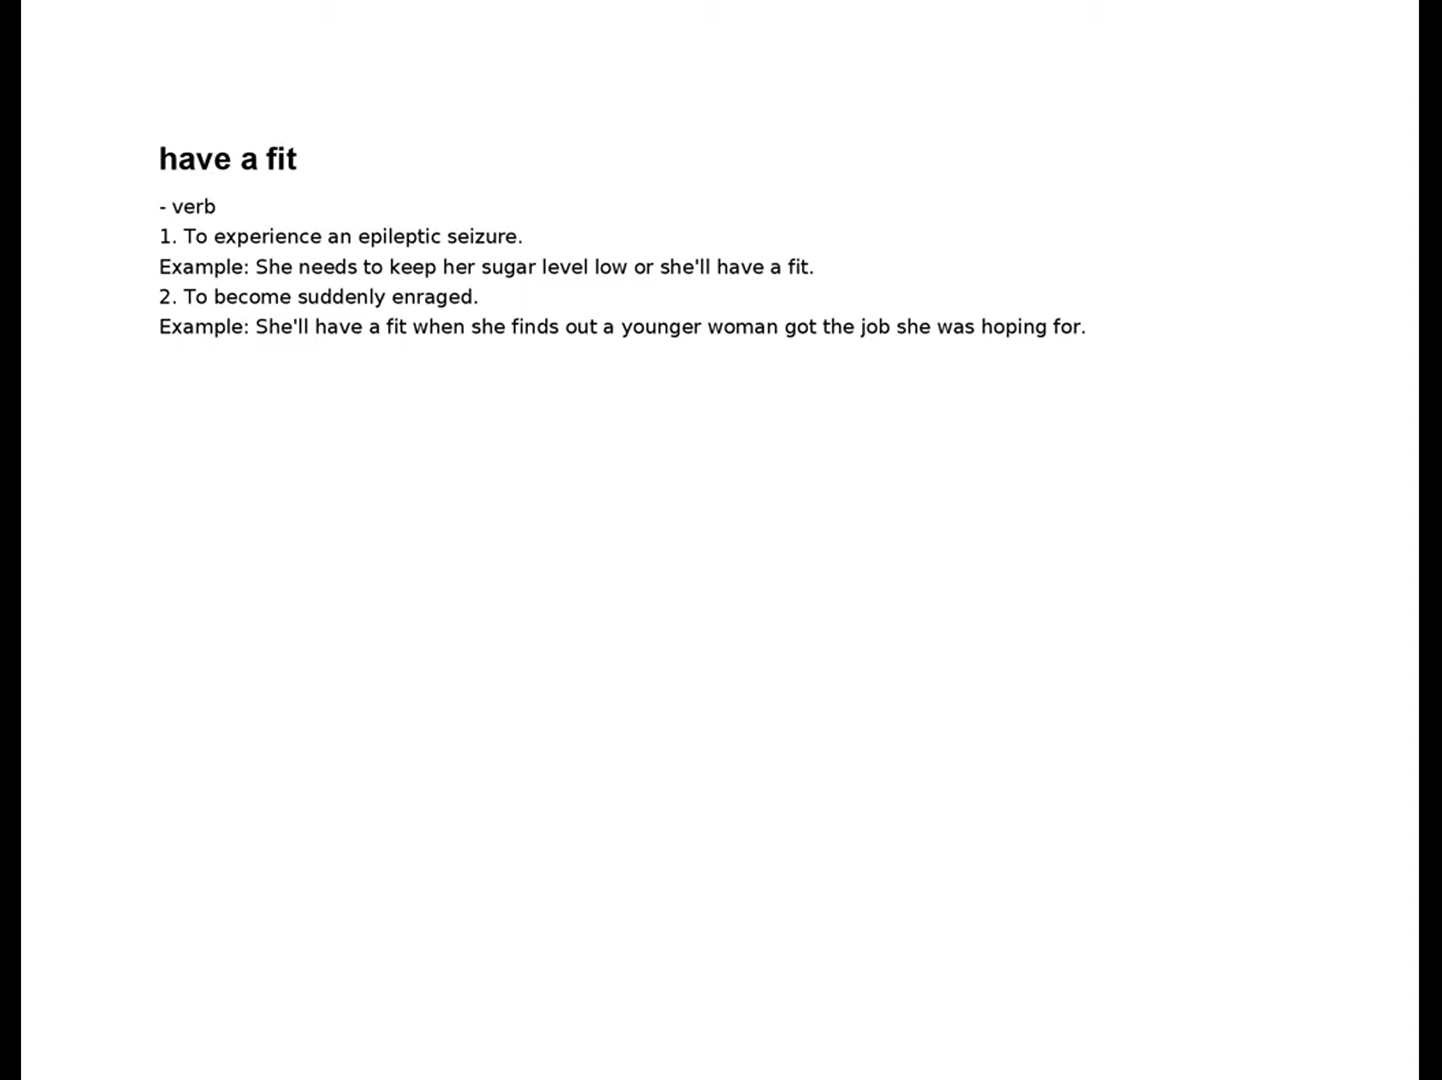 have a fit
- verb
1. To experience an epileptic seizure.
Example: She needs to keep her sugar level low or she'll have a fit.
2. To become suddenly enraged.
Example: She'll have a fit when she finds out a younger woman got the job she was hoping for.